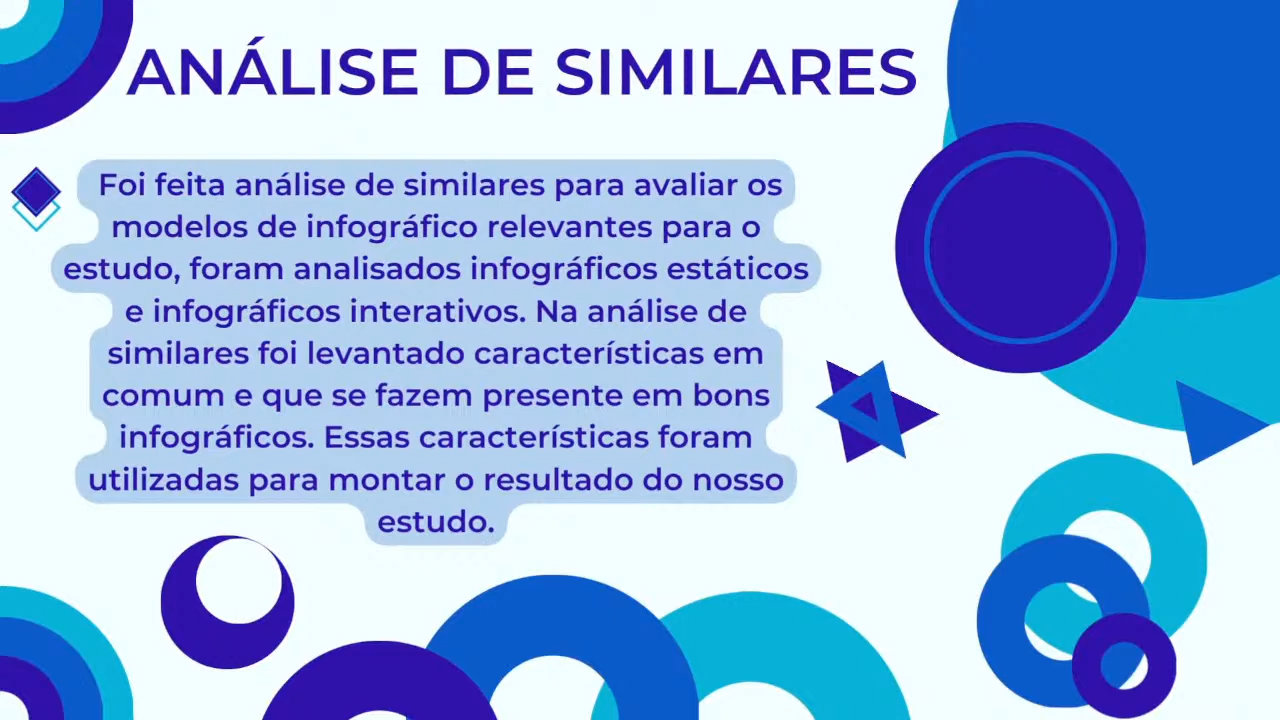 ANÁLISE DE SIMILARES
Foi feita análise de similares para avaliar os
modelos de infográfico relevantes para o
estudo, foram analisados infográficos estáticos
e infográficos interativos. Na análise de
similares foi levantado características em
comum e que se fazem presente em bons
infográficos. Essas características foram
utilizadas para montar o resultado do nosso
estudo.